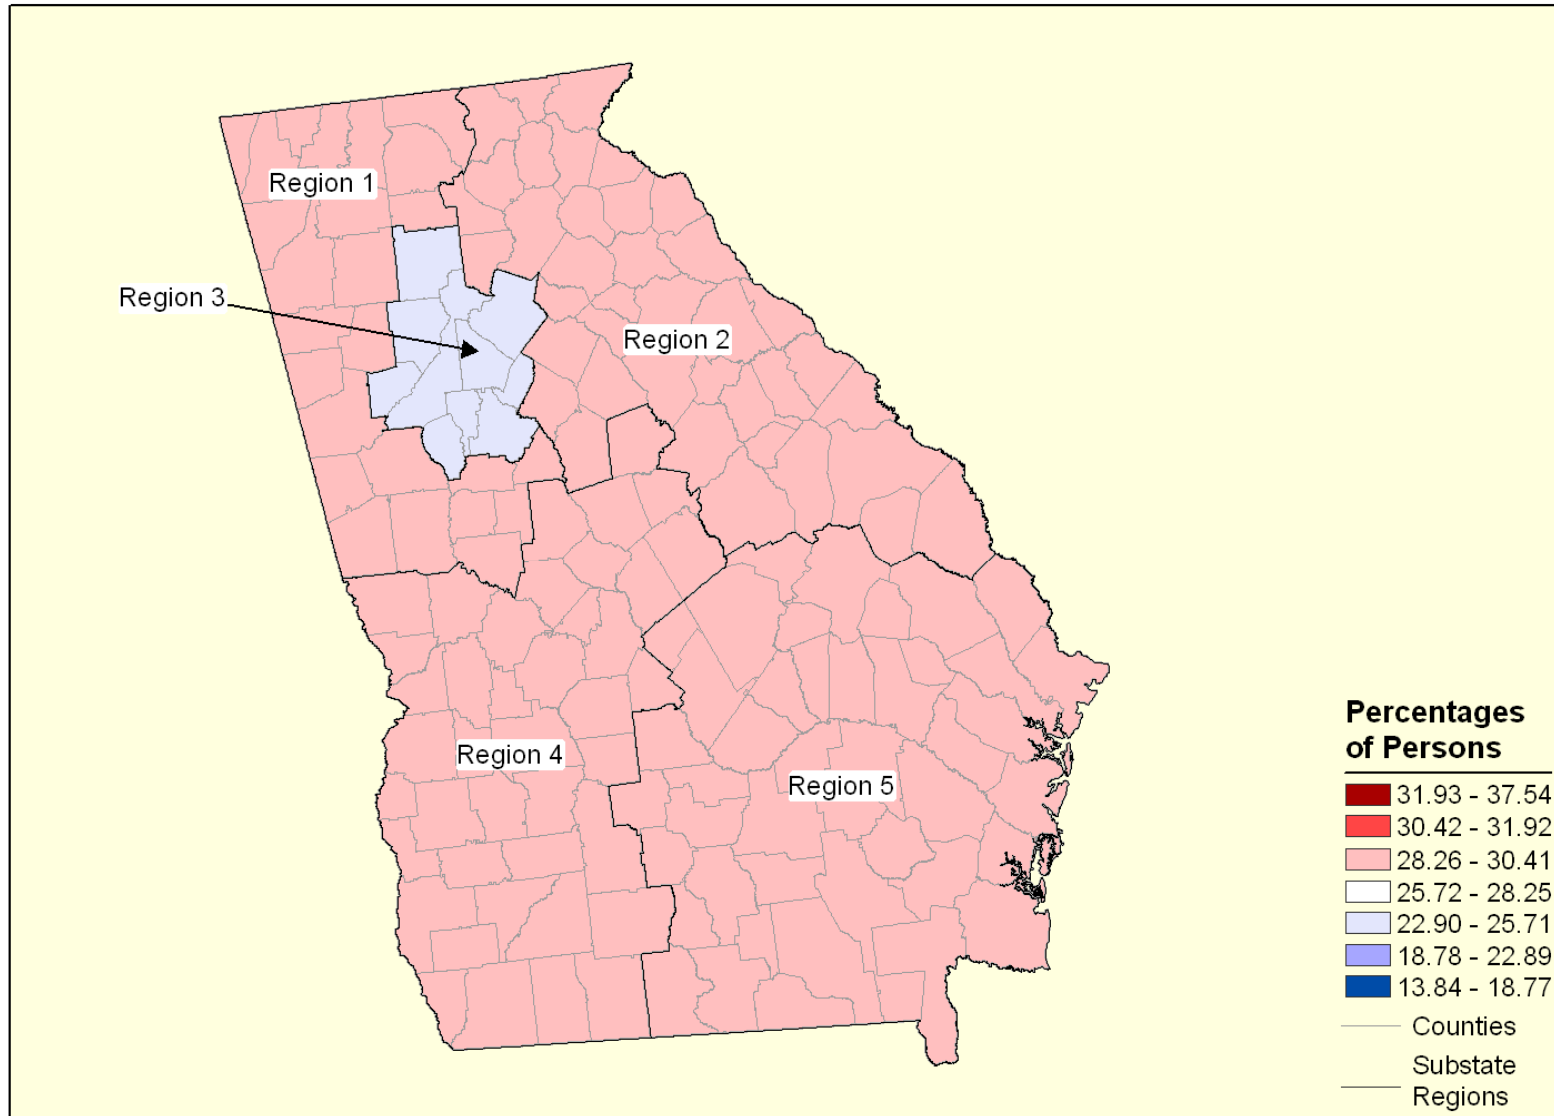 Region 1
Region 3
Region 2
Region 4
Region 5
Percentages
of Persons
31.93 - 37.54
30.42 - 31.92
28.26 - 30.41
25.72 - 28.25
22.90 - 25.71
18.78 - 22.89
13.84 - 18.77
Counties
Substate
Regions